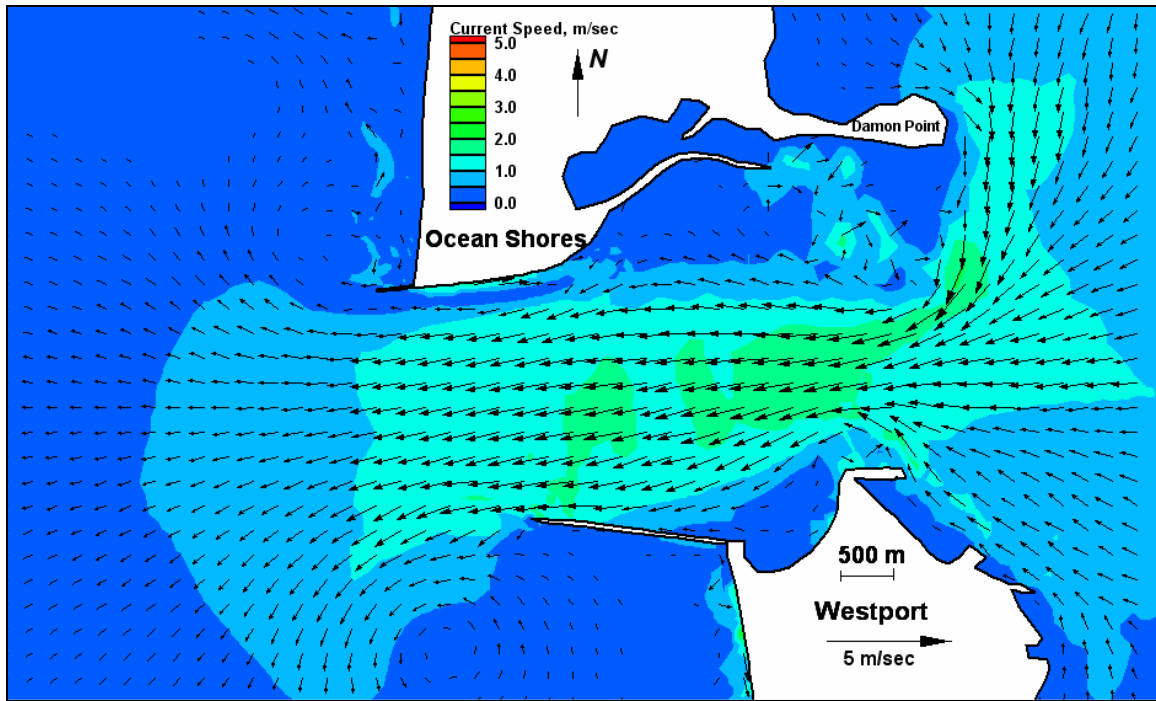 Current Speed, m/sec
5.0
4.0
3.0
2.0
1.0
0.0
N
Damon Point
Ocean Shores
500 m
Westport
5 m/sec